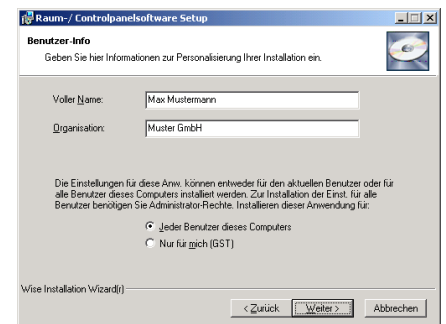 Raum-/ Controlpanelsoftware Setup
Benutzer-Info
Geben Sie hier Informationen zur Personalisierung Ihrer Installation ein.
Voller Name: Max Mustermann
Organisation: Muster GmbH
Die Einstellungen für diese Anw. können entweder für den aktuellen Benutzer oder für
alle Benutzer dieses Computers installiert werden. Zur Installation der Einst. für alle
Benutzer benötigen Sie Administrator-Rechte. Installieren dieser Anwendung für:
Jeder Benutzer dieses Computers
Nur für mich (GST)
Wise Installation Wizard(r)
< Zurück Weiter > Abbrechen